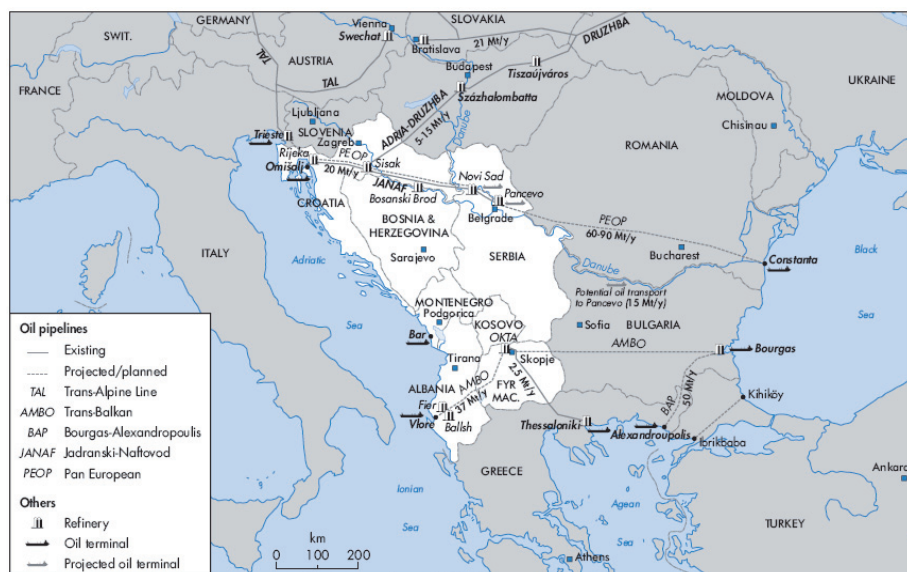 GERMANY
SLOVAKIA
SWIT.
Vienna
Swechat
Bratislava
21 Mt/y
DRUZHBA
UKRAINE
TAL
AUSTRIA
Budapest
Tiszaújváros
FRANCE
TAL
Százhalombatta
MOLDOVA
ADRIA-DRUZHBA
5-15 Mt/y
Danube
Chisinau
Ljubljana
SLOVENIA
Trieste
Zagreb
PEOP
ROMANIA
Rijeka
Omisalj
20 Mt/y
Sisak
JANAF
Novi Sad
Bosanski Brod
Pancevo
CROATIA
Belgrade
PEOP
60-90 Mt/y
BOSNIA &
HERZEGOVINA
ITALY
Sarajevo
SERBIA
Bucharest
Black
Constanta
Adriatic
Danube
Potential oil transport
to Pancevo (15 Mt/y)
MONTENEGRO
Podgorica
KOSOVO
Sofia
BULGARIA
Sea
Sea
OKTA
Bar
Skopje
AMBO
Bourgas
Tirana
2.5 Mt/y
FYR
MAC.
ALBANIA
AMBO
37 Mt/y
BAP
50 Mt/y
Kihiköy
Fier
Vlore
Ballsh
Thessaloniki
Alexandroupolis
Ibrikbaba
GREECE
Ionian
Sea
Agean
Sea
Ankara
TURKEY
Athens
km
0 100 200
Oil pipelines
Existing
Projected/planned
TAL Trans-Alpine Line
AMBO Trans-Balkan
BAP Bourgas-Alexandropoulis
JANAF Jadranski-Naftovod
PEOP Pan European
Others
Refinery
Oil terminal
Projected oil terminal